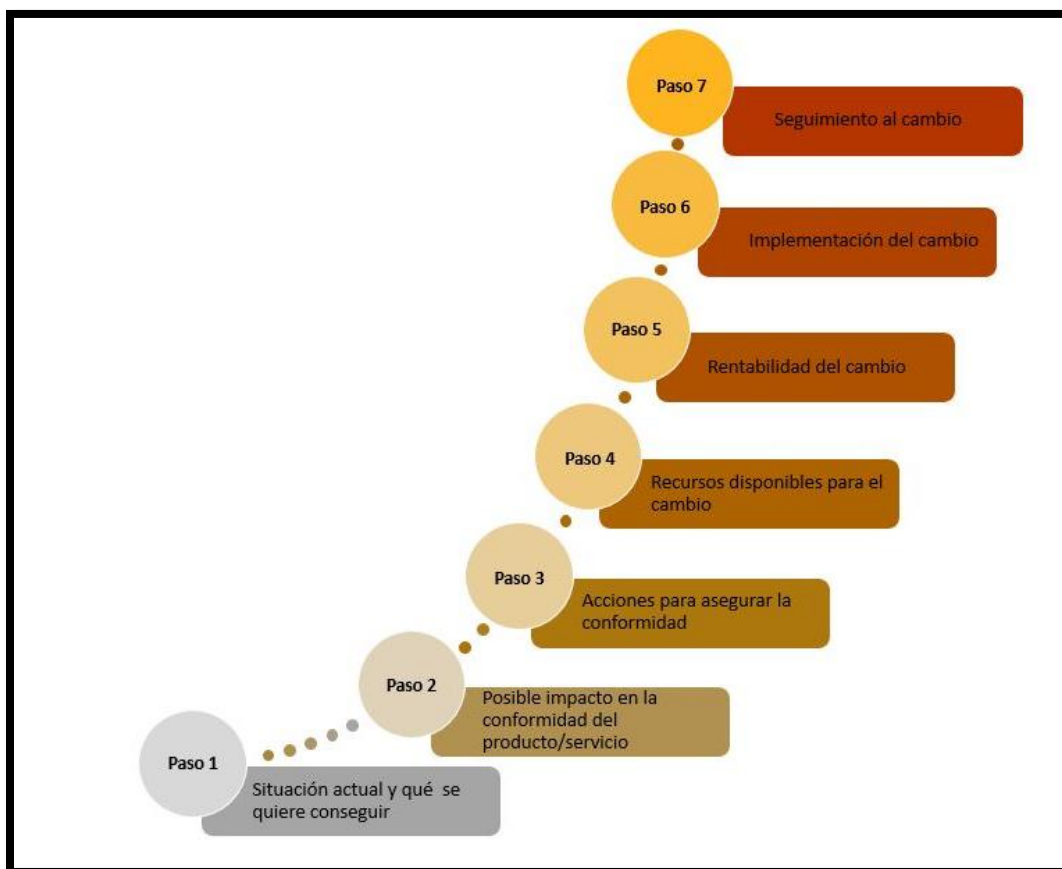 Paso 7
Seguimiento al cambio
Paso 6
Implementación del cambio
Paso 5
Rentabilidad del cambio
Paso 4
Recursos disponibles para el
cambio
Paso 3
Acciones para asegurar la
conformidad
Paso 2
Posible impacto en la
conformidad del
producto/servicio
Paso 1
Situación actual y qué se
quiere conseguir